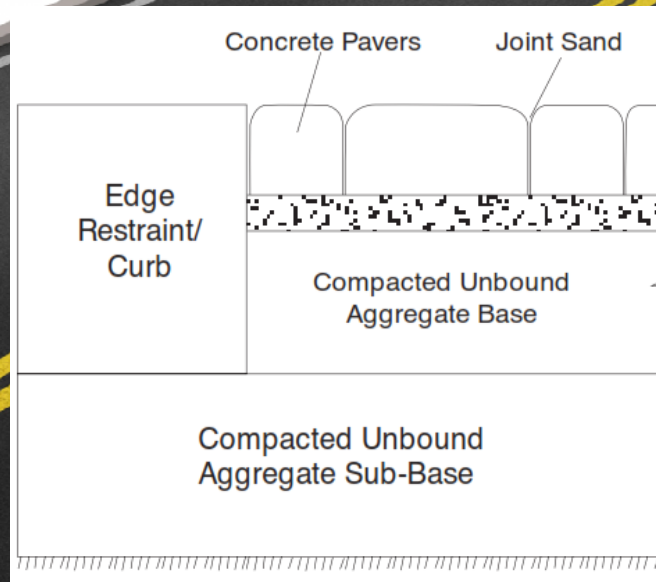 Concrete Pavers
Joint Sand
Edge
Restraint/
Curb
Compacted Unbound
Aggregate Base
Compacted Unbound
Aggregate Sub-Base